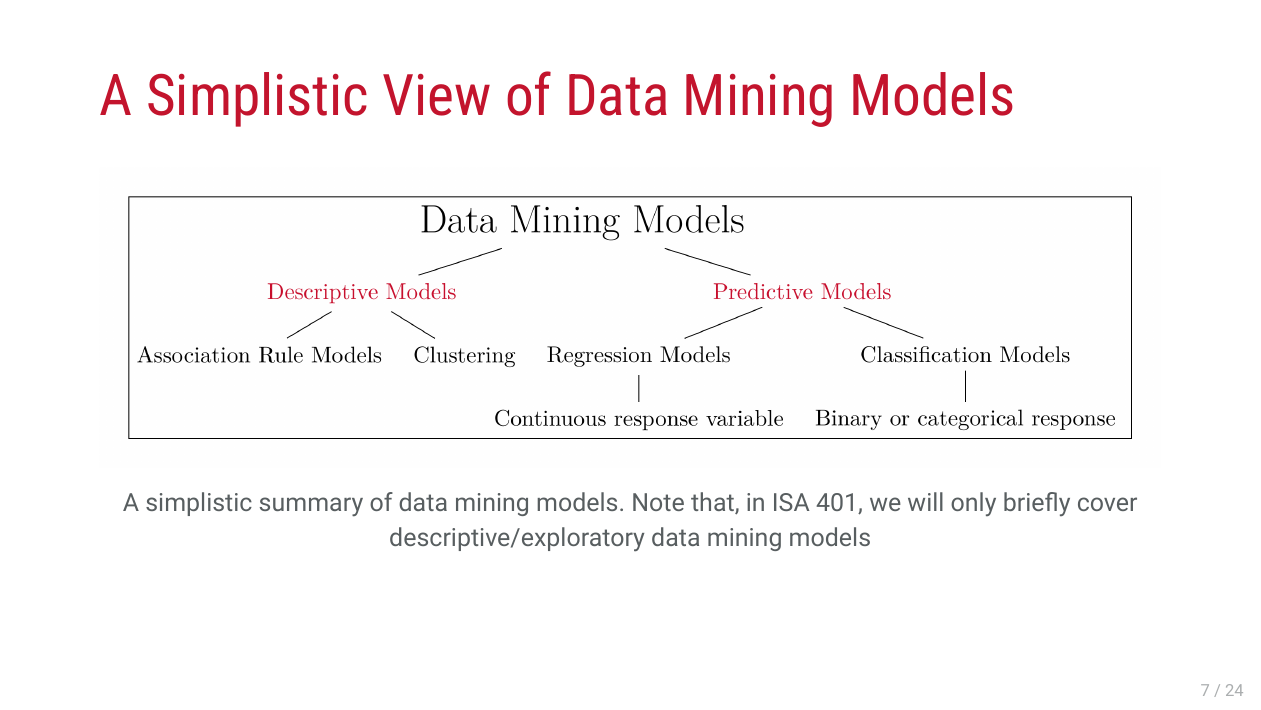 A Simplistic View of Data Mining Models
Data Mining Models
Descriptive Models
Predictive Models
Association Rule Models
Clustering
Regression Models
Classification Models
Continuous response variable
Binary or categorical response
A simplistic summary of data mining models. Note that, in ISA 401, we will only briefly cover
descriptive/exploratory data mining models
7 / 24